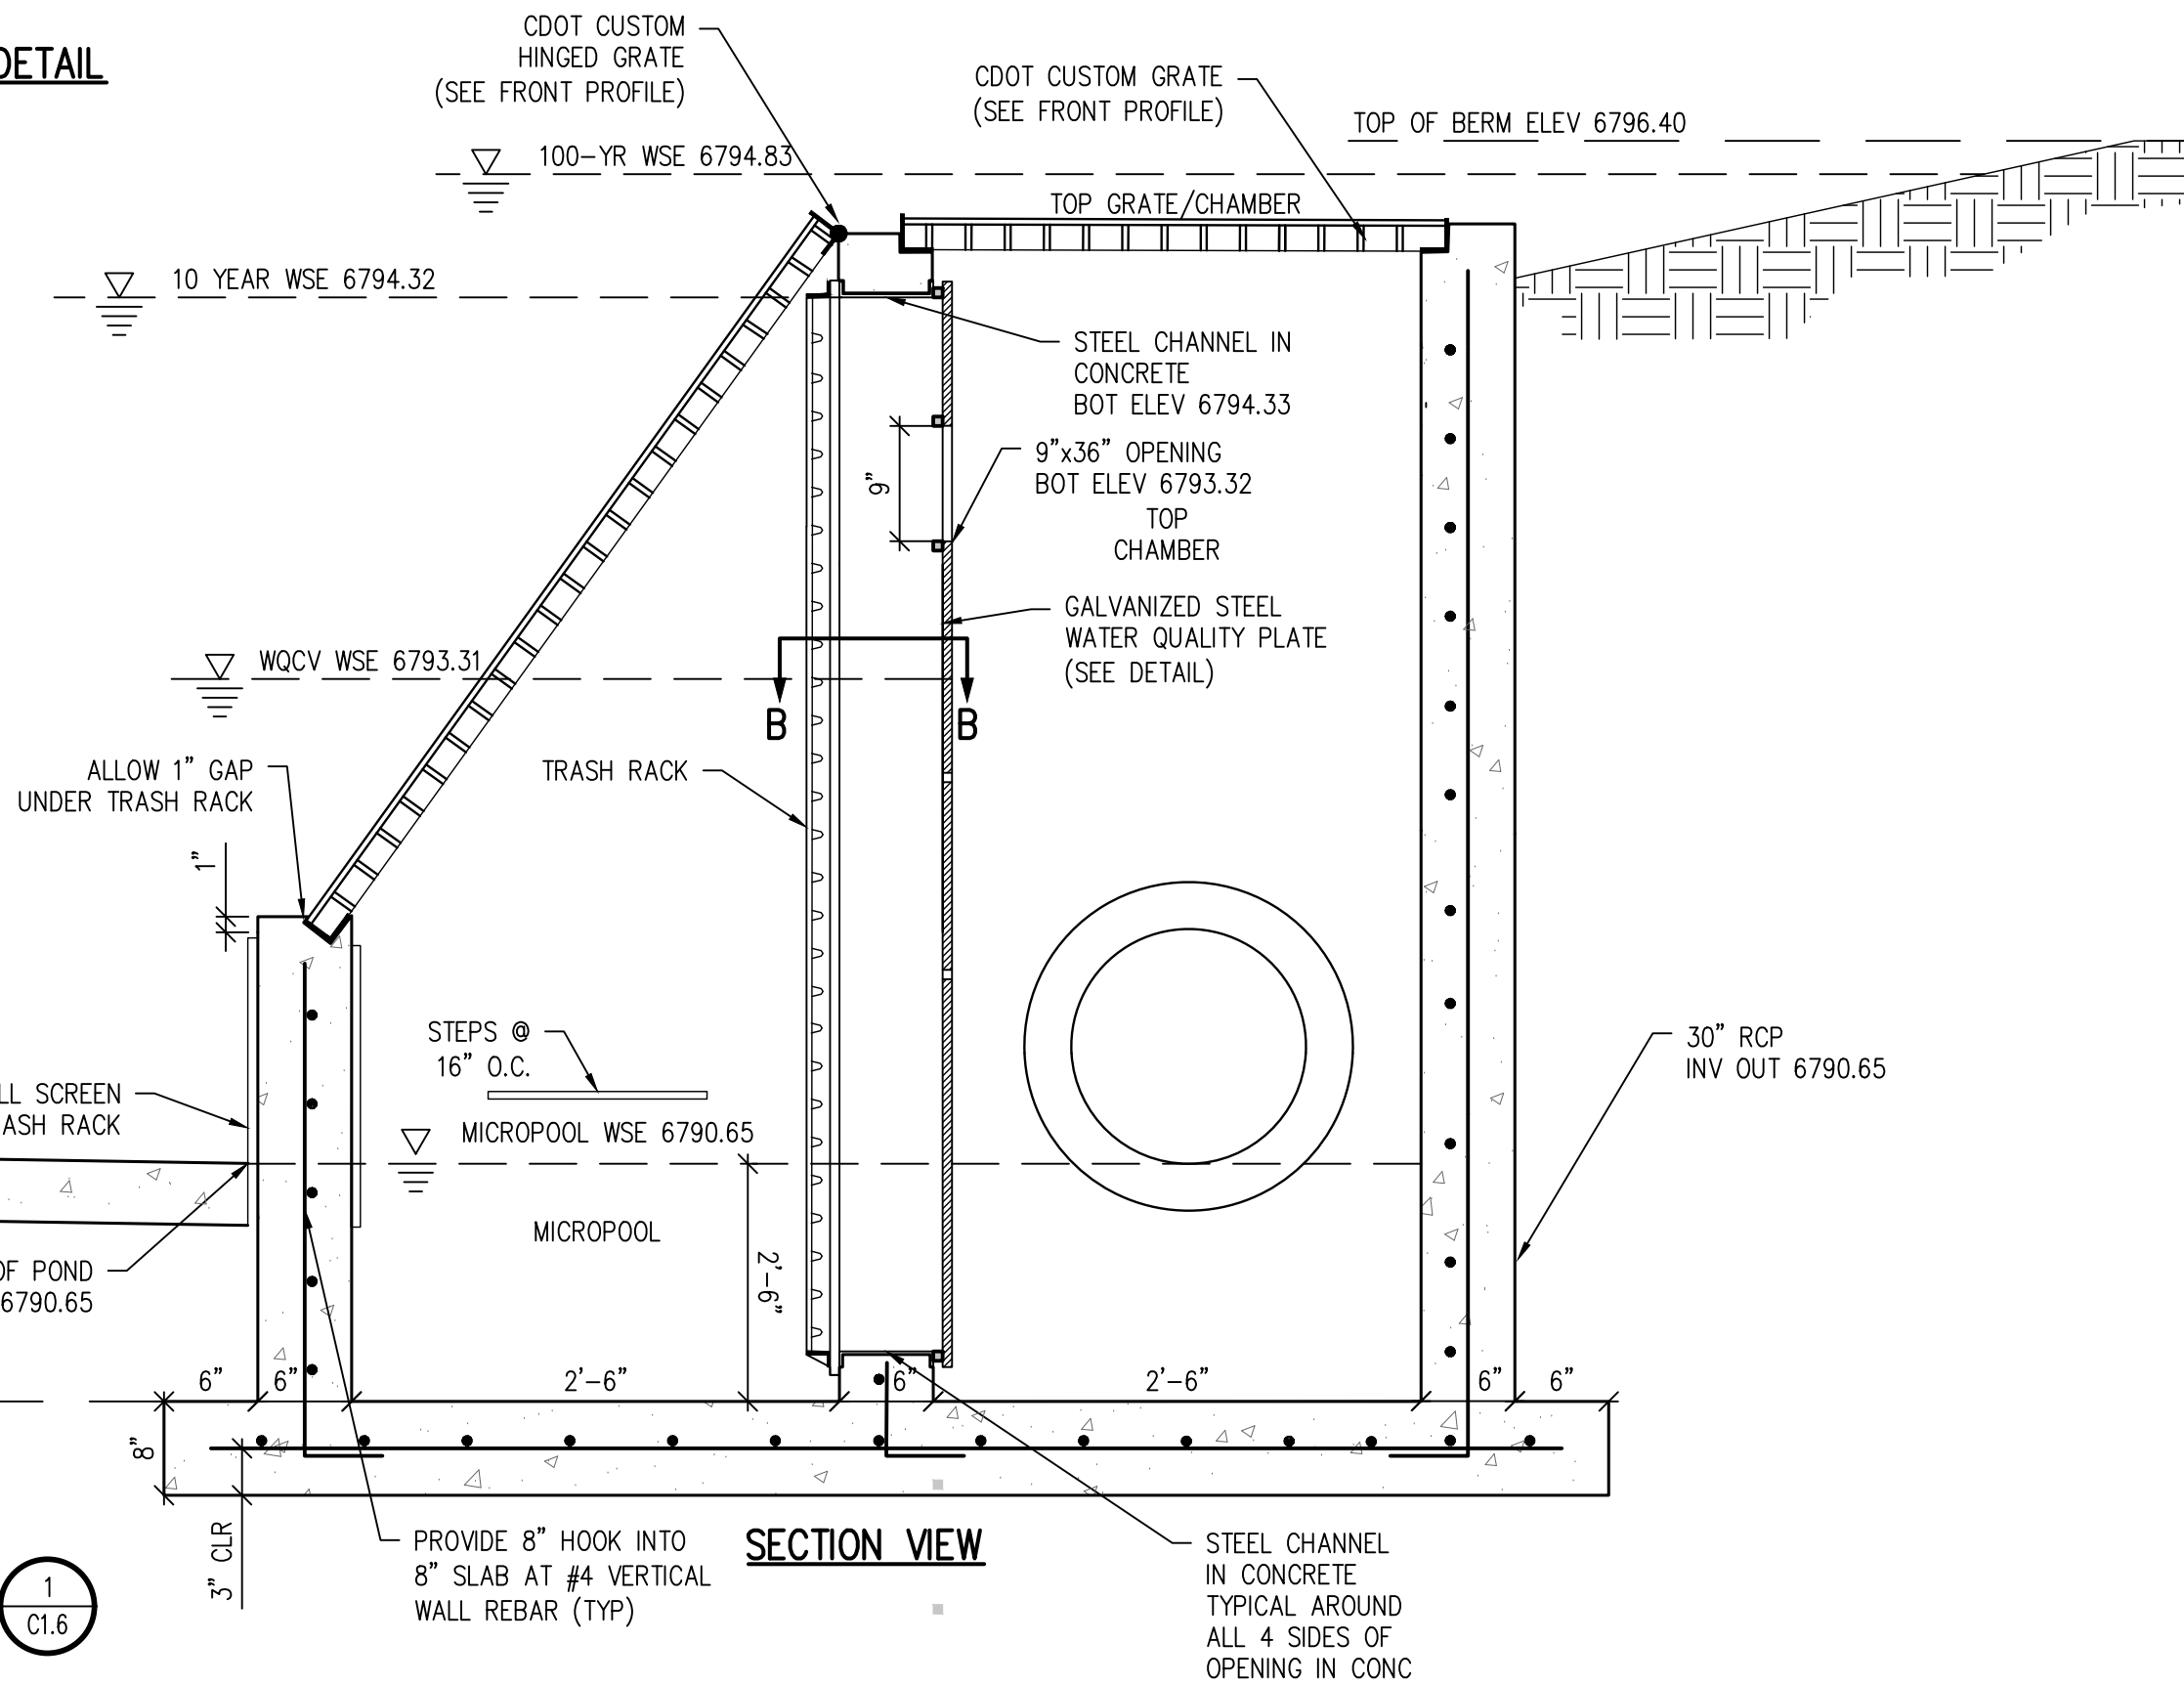 DETAIL
CDOT CUSTOM
HINGED GRATE
(SEE FRONT PROFILE)
CDOT CUSTOM GRATE
(SEE FRONT PROFILE)
TOP OF BERM ELEV 6796.40
100-YR WSE 6794.83
TOP GRATE/CHAMBER
10 YEAR WSE 6794.32
STEEL CHANNEL IN
CONCRETE
BOT ELEV 6794.33
9"x36" OPENING
BOT ELEV 6793.32
9"
TOP
CHAMBER
GALVANIZED STEEL
WATER QUALITY PLATE
(SEE DETAIL)
WQCV WSE 6793.31
B B
ALLOW 1" GAP
UNDER TRASH RACK
TRASH RACK
1"
STEPS @
16" O.C.
30" RCP
INV OUT 6790.65
SCREEN
RACK
MICROPOOL WSE 6790.65
MICROPOOL
OF POND
6790.65
2'-6"
6" 6" 2'-6" 6" 2'-6" 6" 6"
8"
3" CLR
PROVIDE 8" HOOK INTO
8" SLAB AT #4 VERTICAL
WALL REBAR (TYP)
SECTION VIEW
STEEL CHANNEL
IN CONCRETE
TYPICAL AROUND
ALL 4 SIDES OF
OPENING IN CONC
1
C1.6